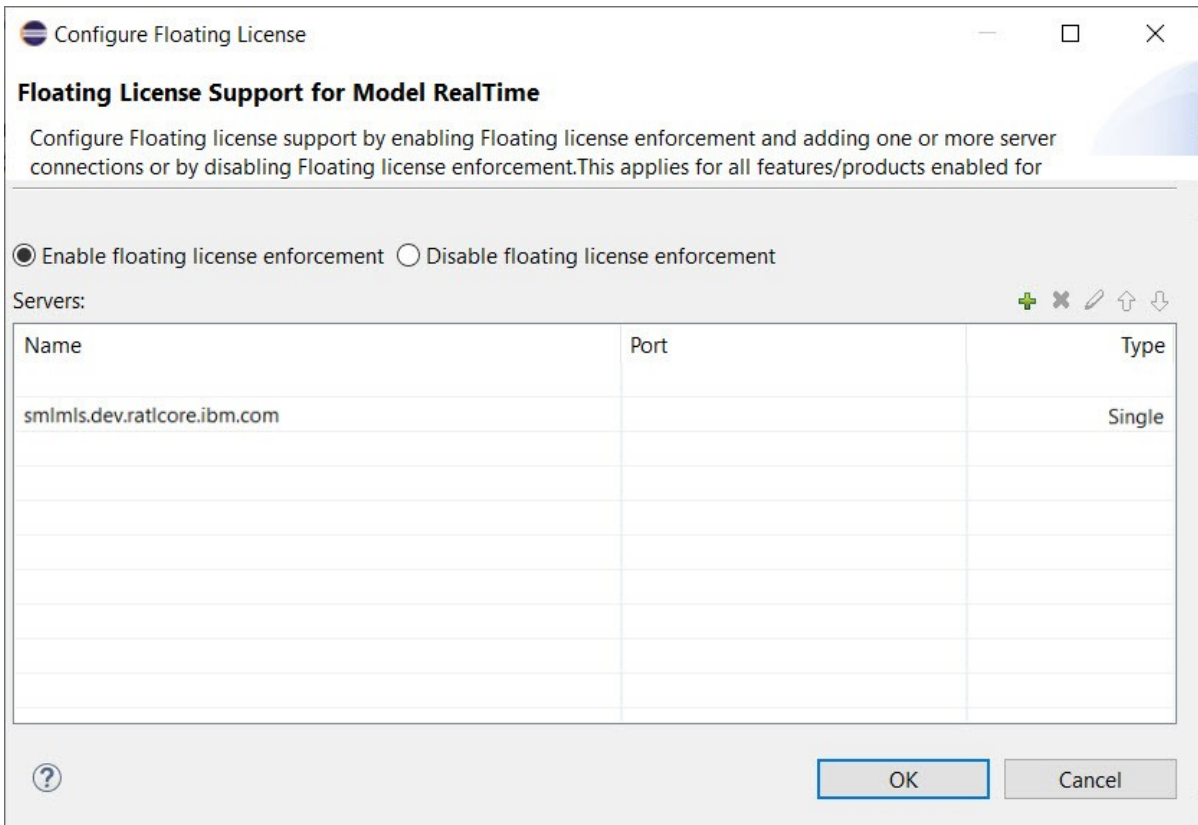 Configure Floating License
Floating License Support for Model RealTime
Configure Floating license support by enabling Floating license enforcement and adding one or more server
connections or by disabling Floating license enforcement.This applies for all features/products enabled for
Enable floating license enforcement Disable floating license enforcement
Servers:
Name Port Type
smlmls.dev.ratlcore.ibm.com Single
?
OK Cancel